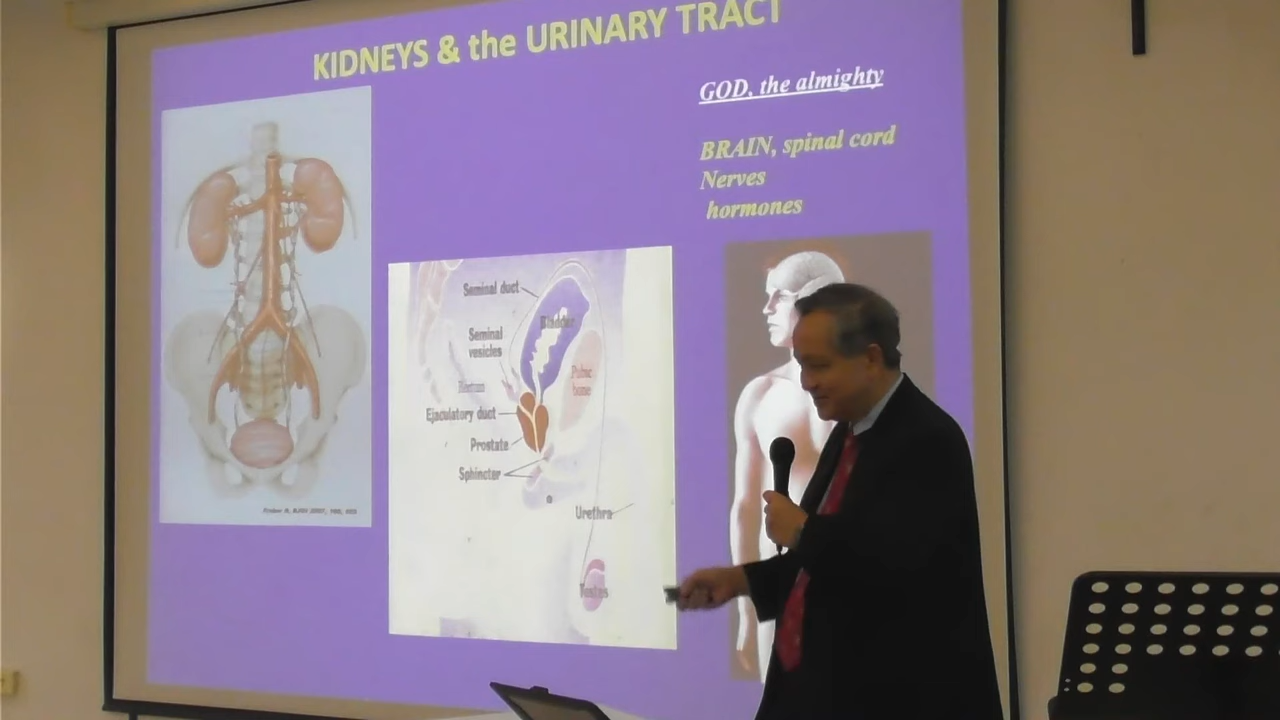 KIDNEYS & the URINARY TRACT
GOD, the almighty
BRAIN, spinal cord
Nerves
hormones
Seminal duct
Bladder
Seminal
vesicles
Rectum
Pubic
bone
Ejaculatory duct
Prostate
Sphincter
Urethra
Testis